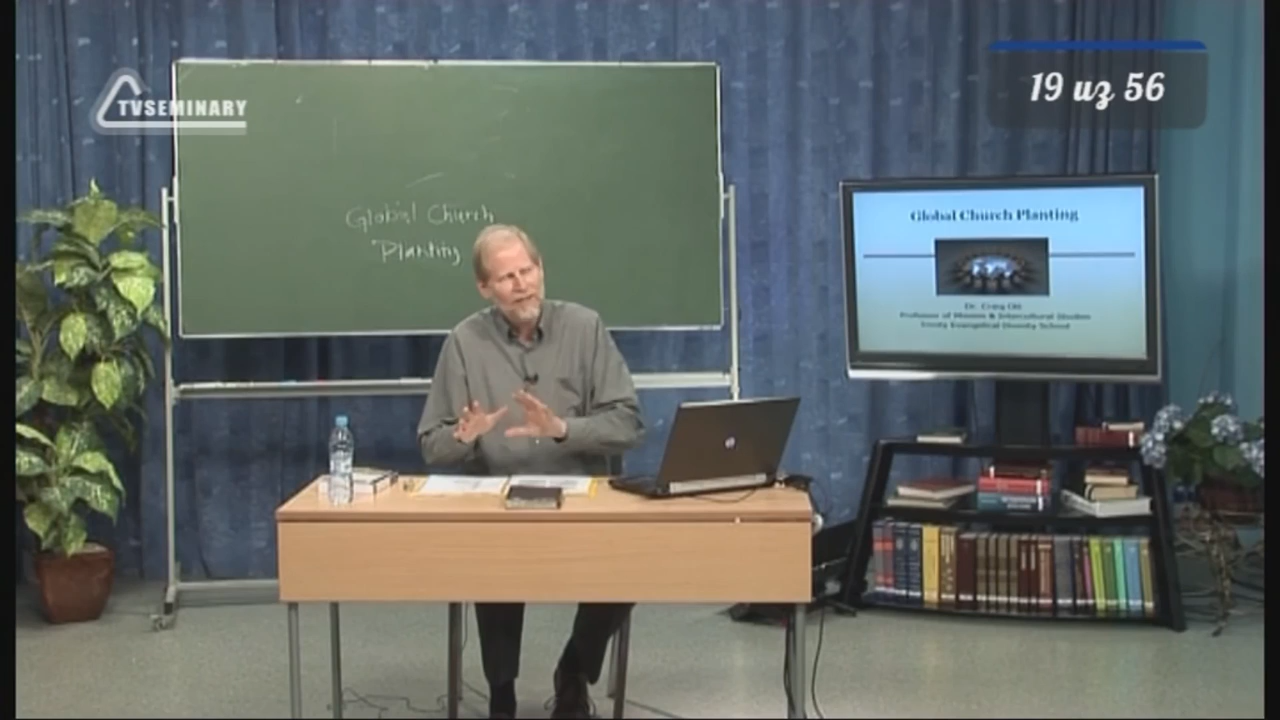 TVSEMINARY
19 из 56
Global Church
Planting
Global Church Planting
Dr. Craig Ott
Professor of Mission & Intercultural Studies
Trinity Evangelical Divinity School